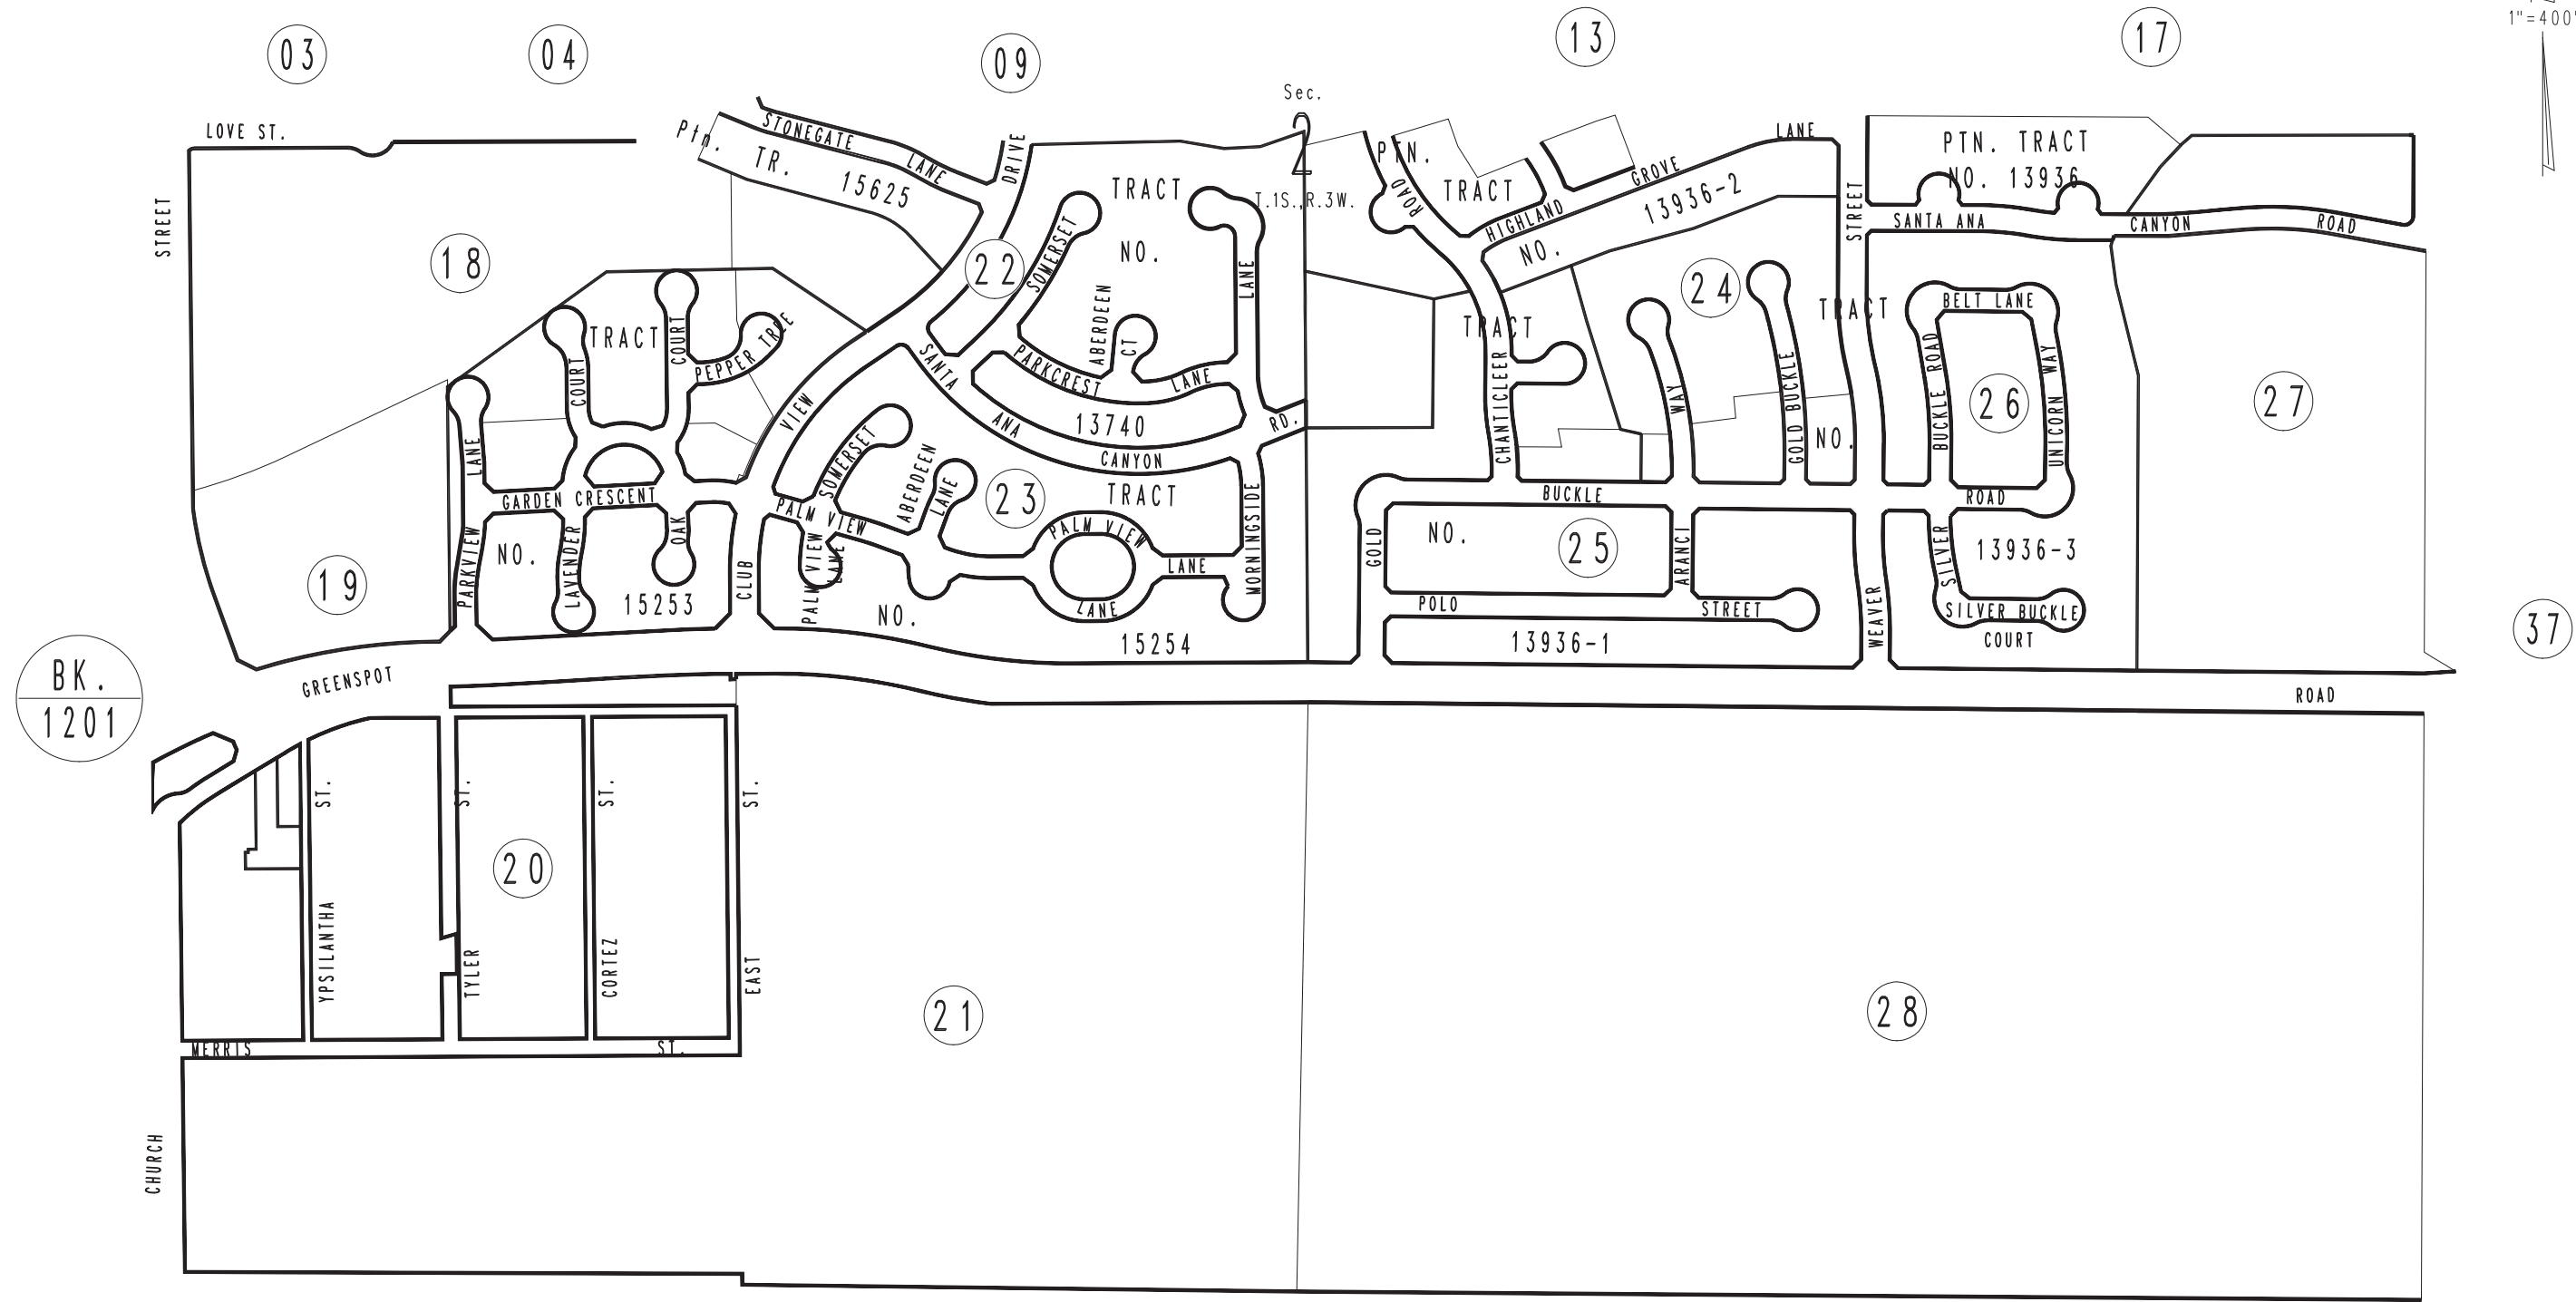 03
04
09
13
17
1"=400'
Sec.
2
T.1S.,R.3W.
LOVE ST.
STREET
Ptn.
TR. 15625
STONEGATE LANE
DRIVE
18
TRACT
NO.
15253
COURT
COURT
PEPPER TREE
LANE
PARKVIEW
GARDEN CRESCENT
LAVENDER
OAK
VIEW
CLUB
19
22
SOMERSET
TRACT
NO.
13740
ABERDEEN
CT
LANE
PARKCREST LANE
SANTA ANA CANYON RD.
SOMERSET
ABERDEEN
LANE
23
TRACT
NO.
15254
PALM VIEW
PALM VIEW
LANE
PALM VIEW
LANE
LANE
MORNINGSIDE
PTN.
TRACT
NO. 13936-2
ROAD
HIGHLAND GROVE LANE
24
TRACT
NO.
CHANTICLEER
WAY
GOLD BUCKLE
TRACT
NO.
13936-1
GOLD
BUCKLE
ROAD
25
ARANCI
POLO STREET
STREET
WEAVER
PTN. TRACT
NO. 13936
SANTA ANA CANYON ROAD
BELT LANE
BUCKLE ROAD
UNICORN WAY
26
27
13936-3
SILVER
SILVER BUCKLE
COURT
37
BK.
1201
GREENSPOT
ROAD
ST.
ST.
ST.
ST.
YPSILANTHA
TYLER
CORTEZ
EAST
20
21
28
MERRIS ST.
CHURCH